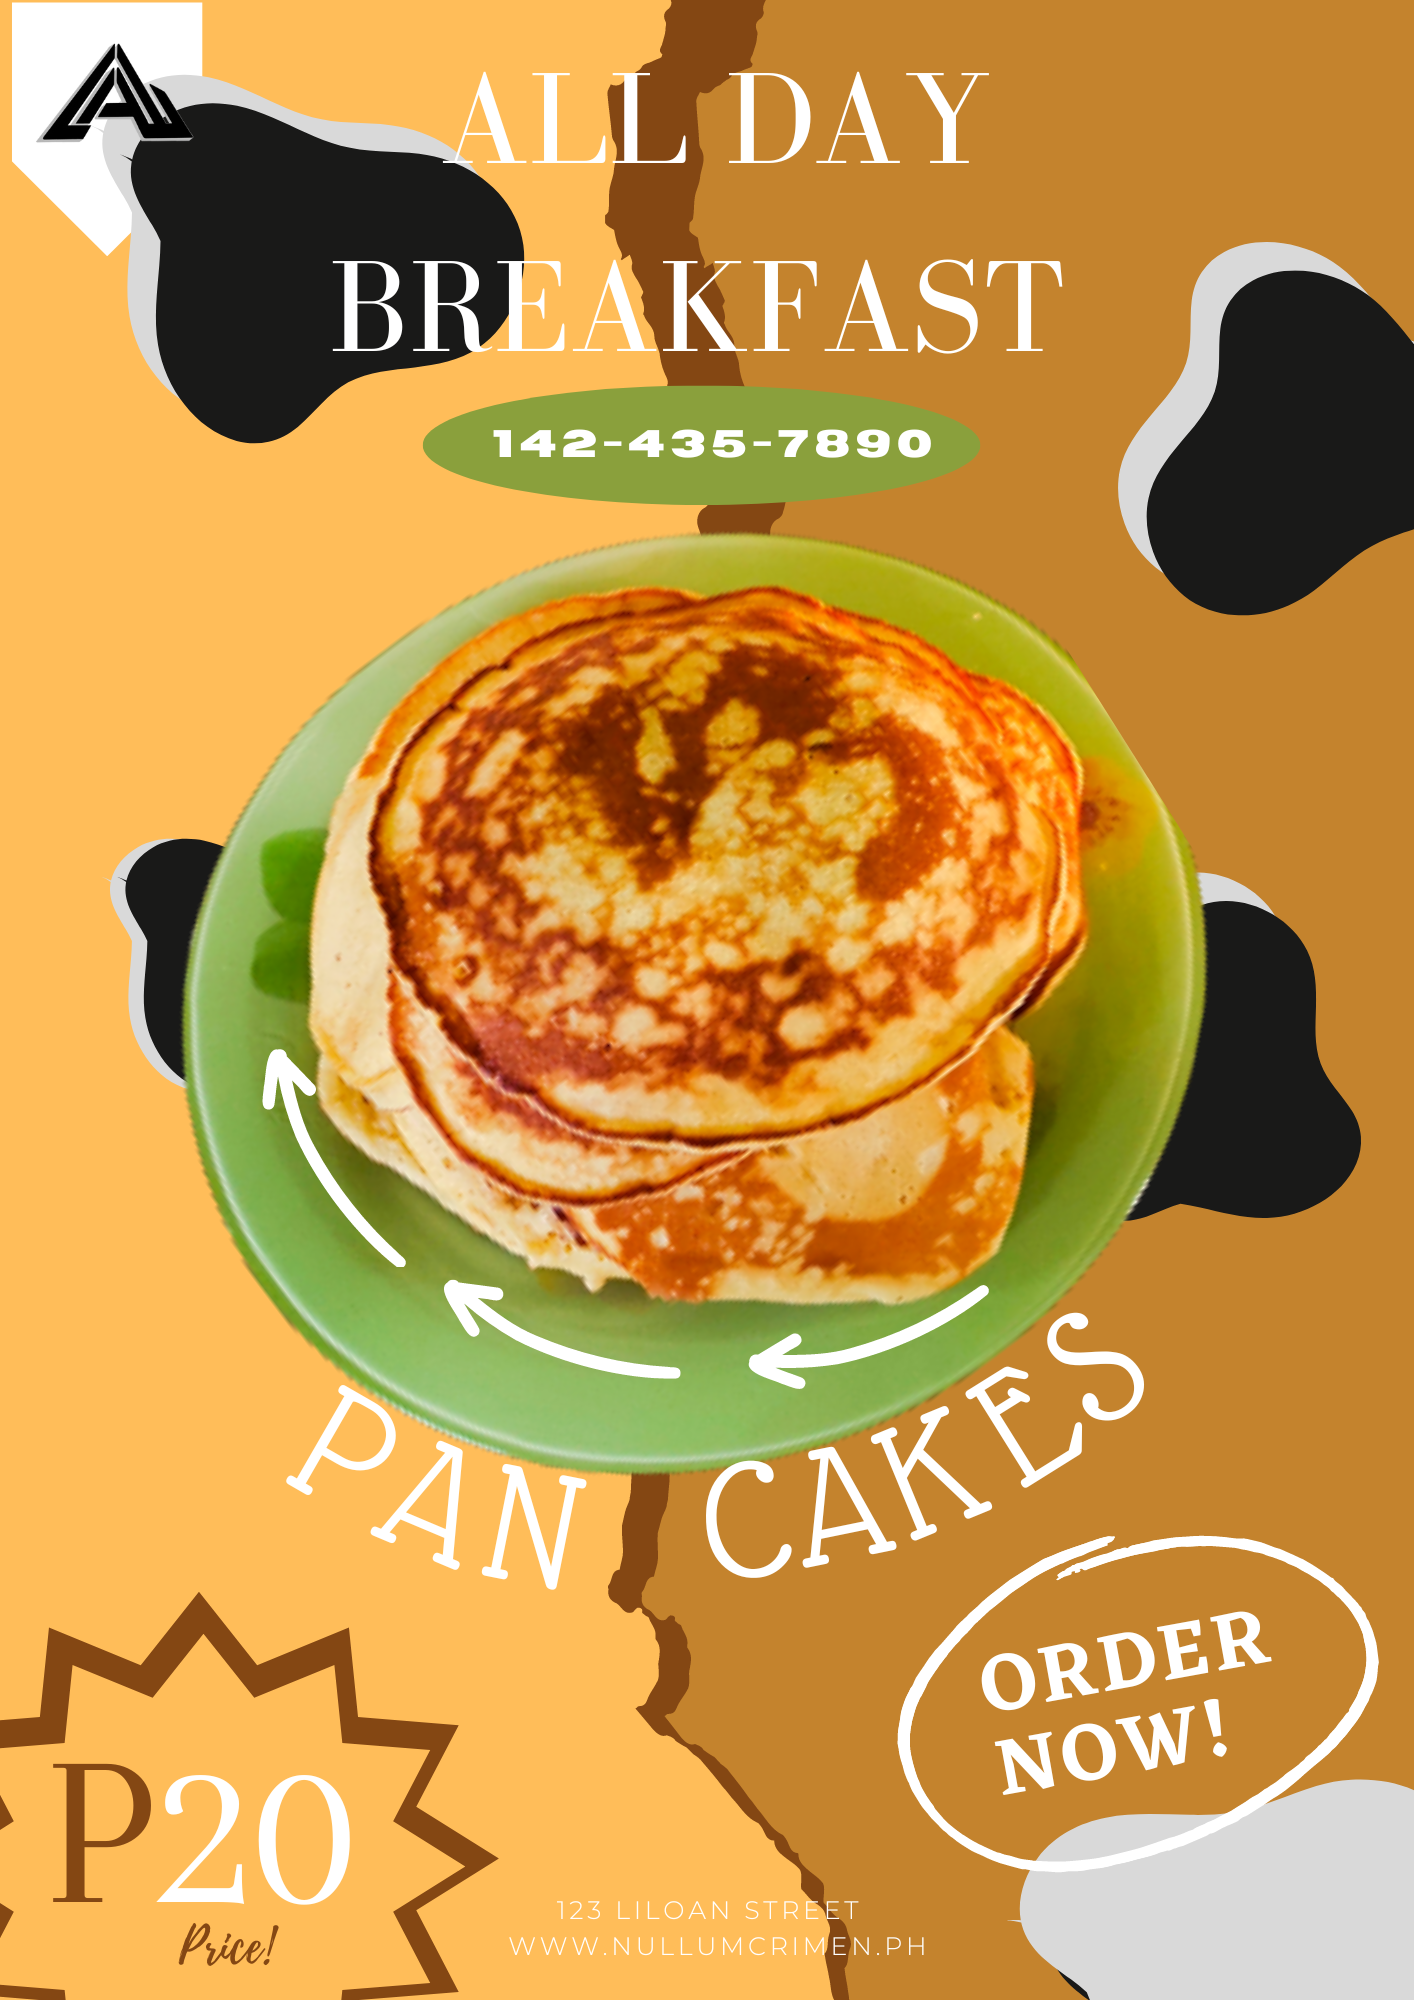 ALL DAY
BREAKFAST
142-435-7890
PAN CAKES
ORDER
NOW!
P20
Price!
123 LILOAN STREET
WWW.NULLUMCRIMEN.PH